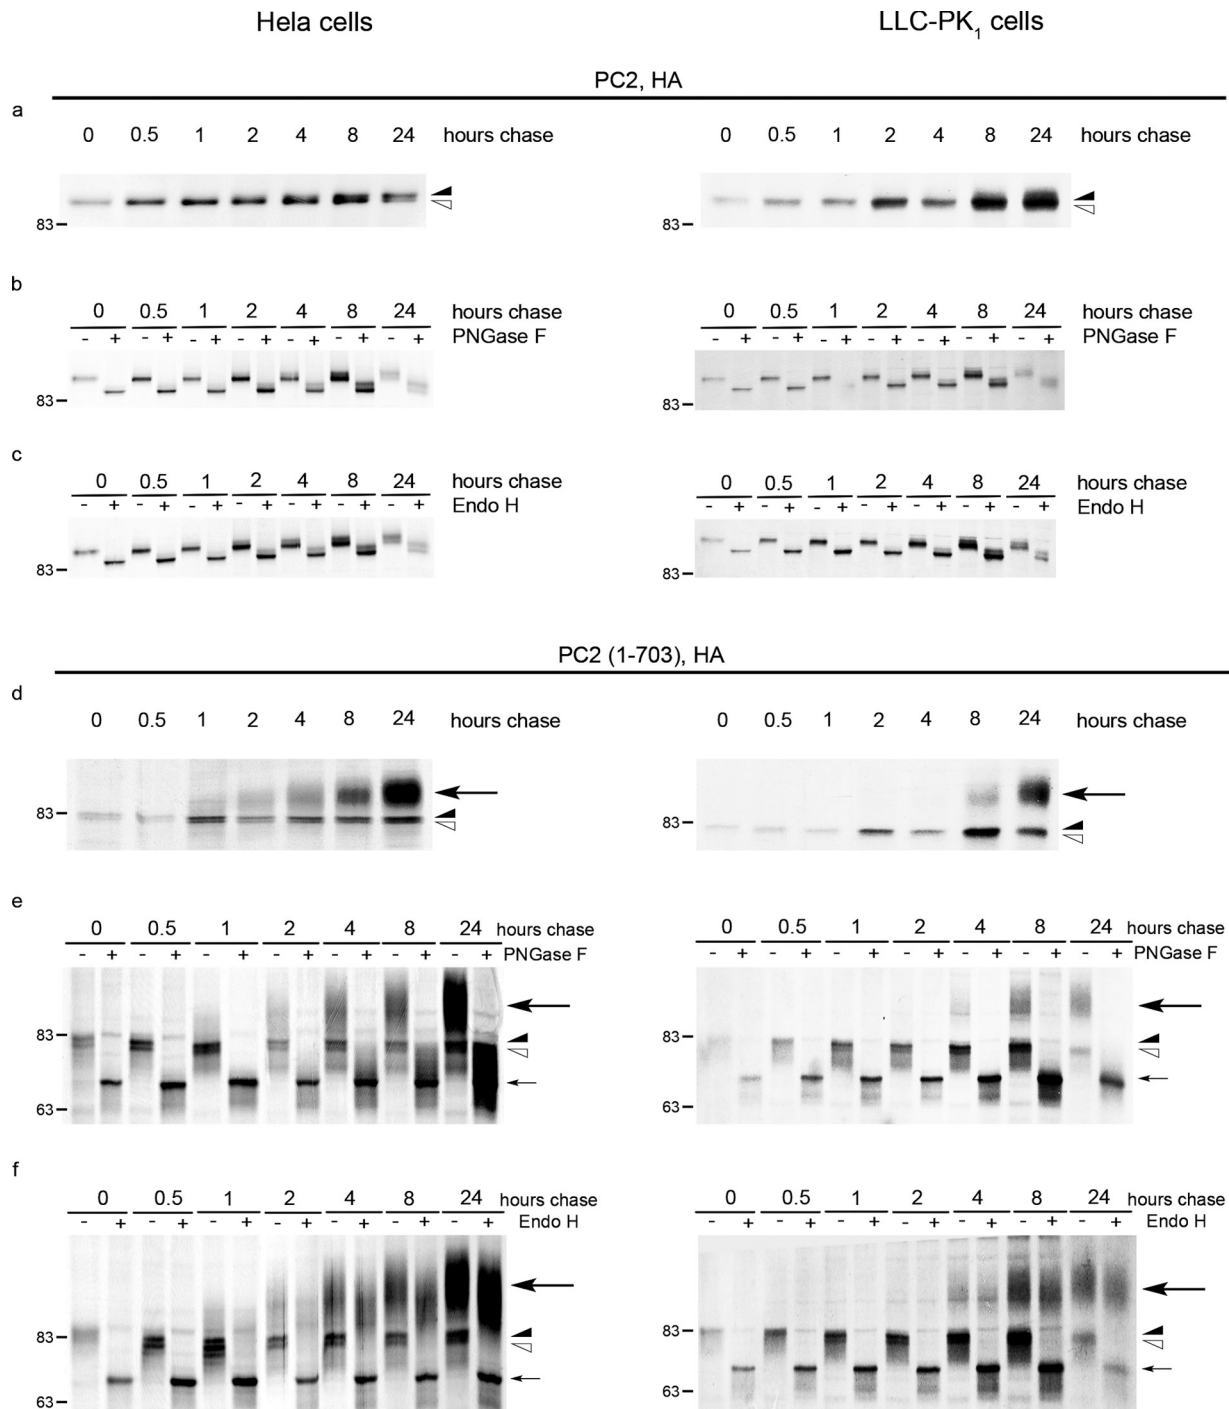 Hela cells LLC-PK1 cells
PC2, HA
a
0 0.5 1 2 4 8 24 hours chase 0 0.5 1 2 4 8 24 hours chase
83 83
b
0 0.5 1 2 4 8 24 hours chase 0 0.5 1 2 4 8 24 hours chase
- + - + - + - + - + - + - + PNGase F - + - + - + - + - + - + - + PNGase F
83 83
c
0 0.5 1 2 4 8 24 hours chase 0 0.5 1 2 4 8 24 hours chase
- + - + - + - + - + - + - + Endo H - + - + - + - + - + - + - + Endo H
83 83
PC2 (1-703), HA
d
0 0.5 1 2 4 8 24 hours chase 0 0.5 1 2 4 8 24 hours chase
83 83
e
0 0.5 1 2 4 8 24 hours chase 0 0.5 1 2 4 8 24 hours chase
- + - + - + - + - + - + - + PNGase F - + - + - + - + - + - + - + PNGase F
83 83
63 63
f
0 0.5 1 2 4 8 24 hours chase 0 0.5 1 2 4 8 24 hours chase
- + - + - + - + - + - + - + Endo H - + - + - + - + - + - + - + Endo H
83 83
63 63